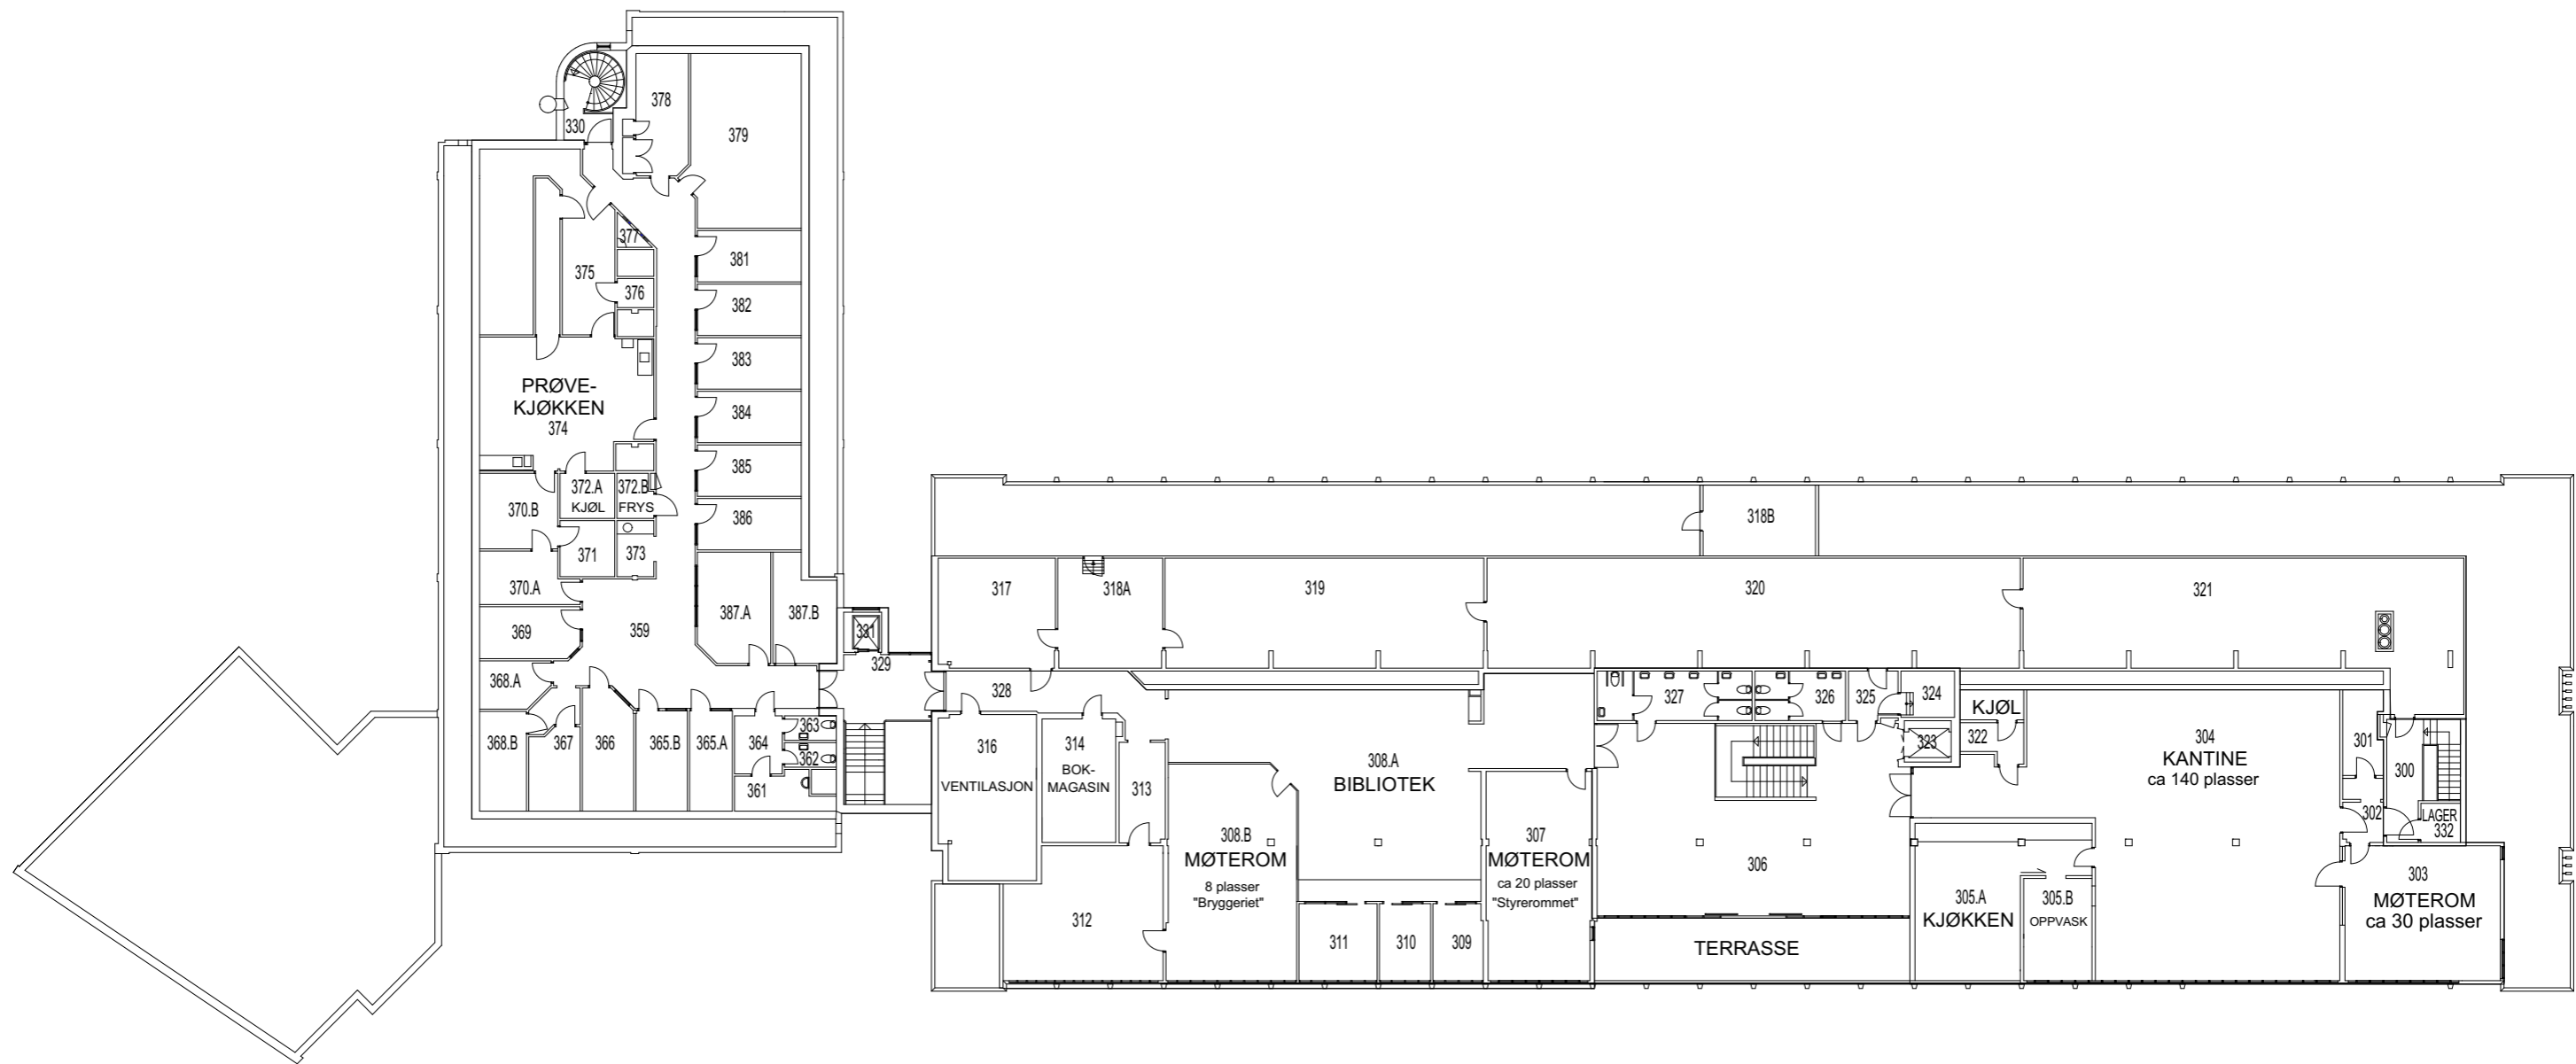 378
330
379
377
381
375
376
382
383
PRØVE-
KJØKKEN
374
384
385
372.A
KJØL
372.B
FRYS
370.B
386
371
373
370.A
387.A
387.B
369
359
331
329
368.A
368.B
367
366
365.B
365.A
364
363
362
361
318B
317
318A
319
320
321
328
327
326
325
324
316
VENTILASJON
314
BOK-
MAGASIN
313
308.A
BIBLIOTEK
323
KJØL
322
304
KANTINE
ca 140 plasser
301
300
302
LAGER
332
308.B
MØTEROM
8 plasser
"Bryggeriet"
307
MØTEROM
ca 20 plasser
"Styrerommet"
306
303
MØTEROM
ca 30 plasser
305.A
KJØKKEN
305.B
OPPVASK
312
311
310
309
TERRASSE